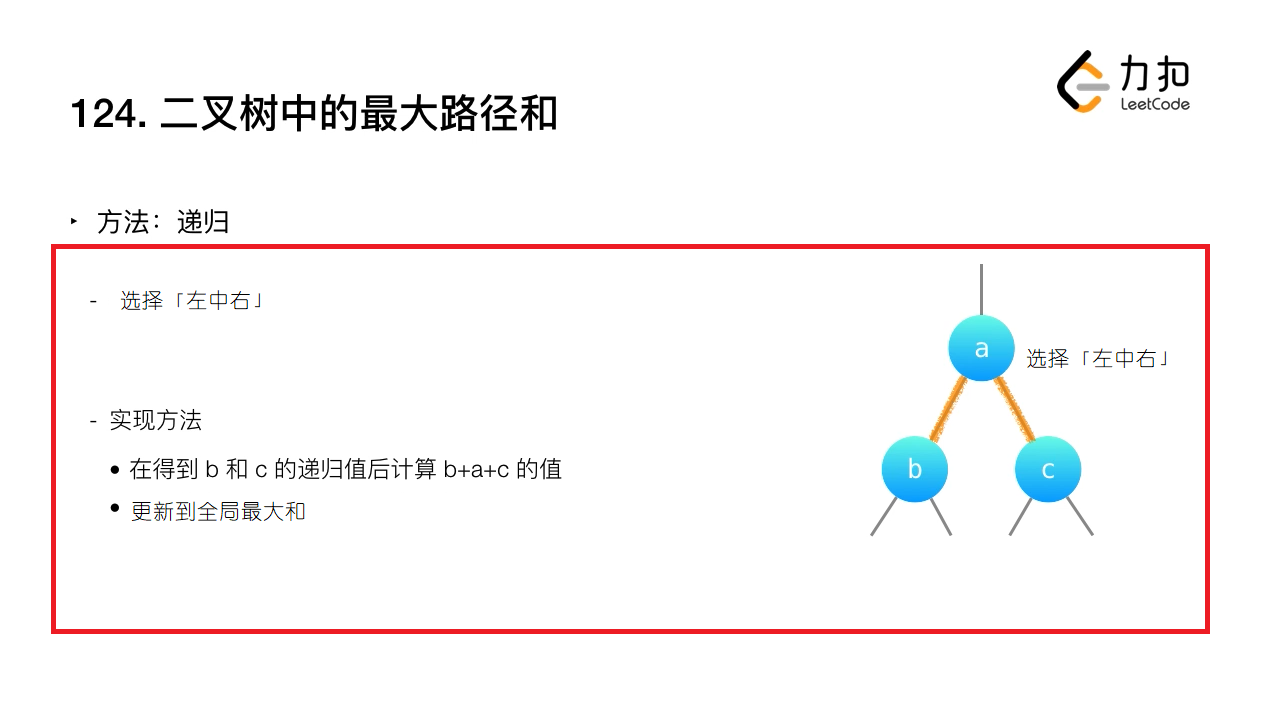 力扣
LeetCode
124. 二叉树中的最大路径和
‣ 方法：递归
- 选择「左中右」
a
选择「左中右」
- 实现方法
b
c
• 在得到 b 和 c 的递归值后计算 b+a+c 的值
• 更新到全局最大和